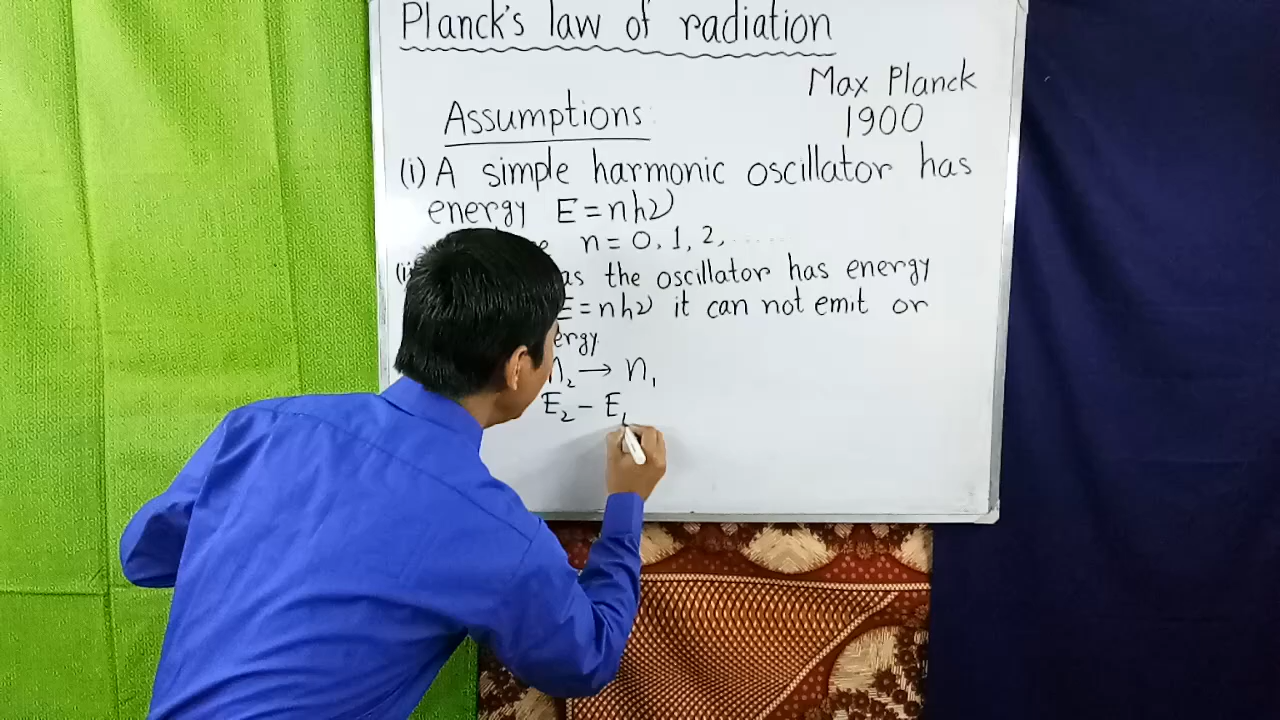 Planck's law of radiation
Max Planck
1900
Assumptions:
(i) A simple harmonic oscillator has
energy E = nhν
n = 0, 1, 2, ......
as the oscillator has energy
E = nhν it can not emit or
n₂ → n₁
E₂ - E₁